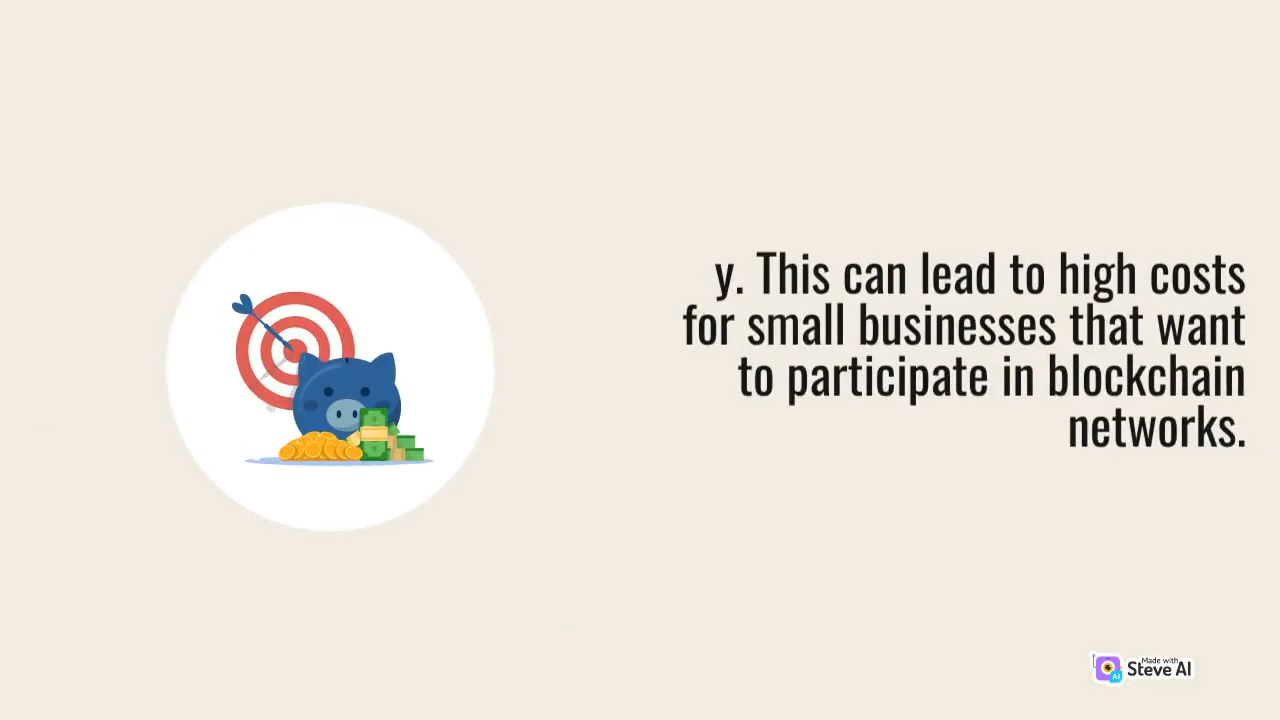 y. This can lead to high costs
for small businesses that want
to participate in blockchain
networks.
Made with
Steve AI
AI